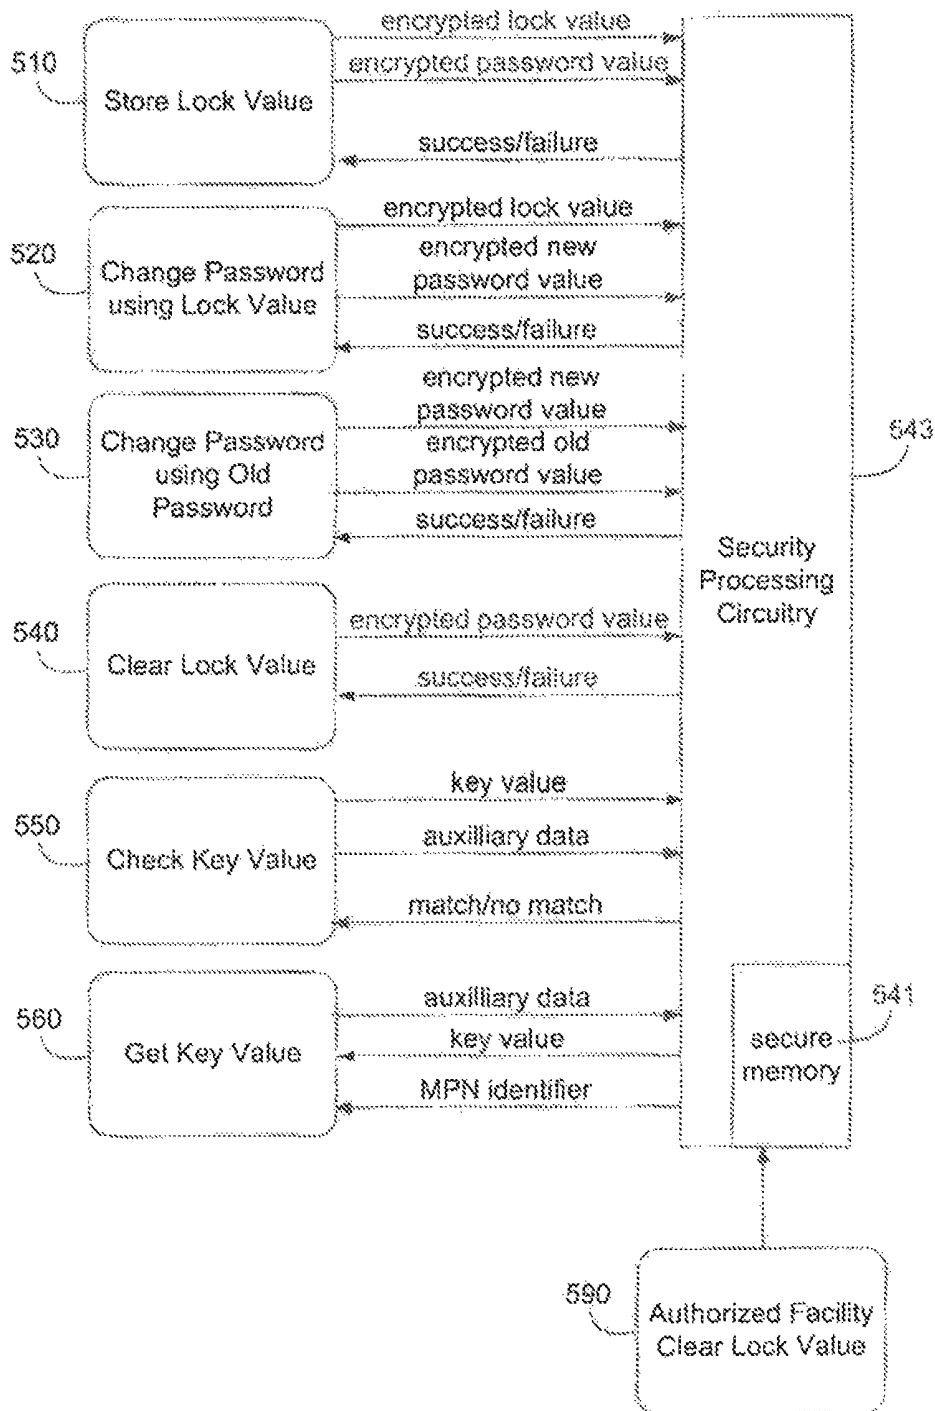 encrypted lock value
510
encrypted password value
Store Lock Value
success/failure
encrypted lock value
520
encrypted new
password value
Change Password
using Lock Value
success/failure
encrypted new
password value
530
Change Password
using Old
Password
encrypted old
password value
success/failure
543
Security
Processing
Circuitry
540
encrypted password value
Clear Lock Value
success/failure
key value
550
auxilliary data
Check Key Value
match/no match
560
auxilliary data
541
Get Key Value
key value
secure
memory
MPN identifier
590
Authorized Facility
Clear Lock Value